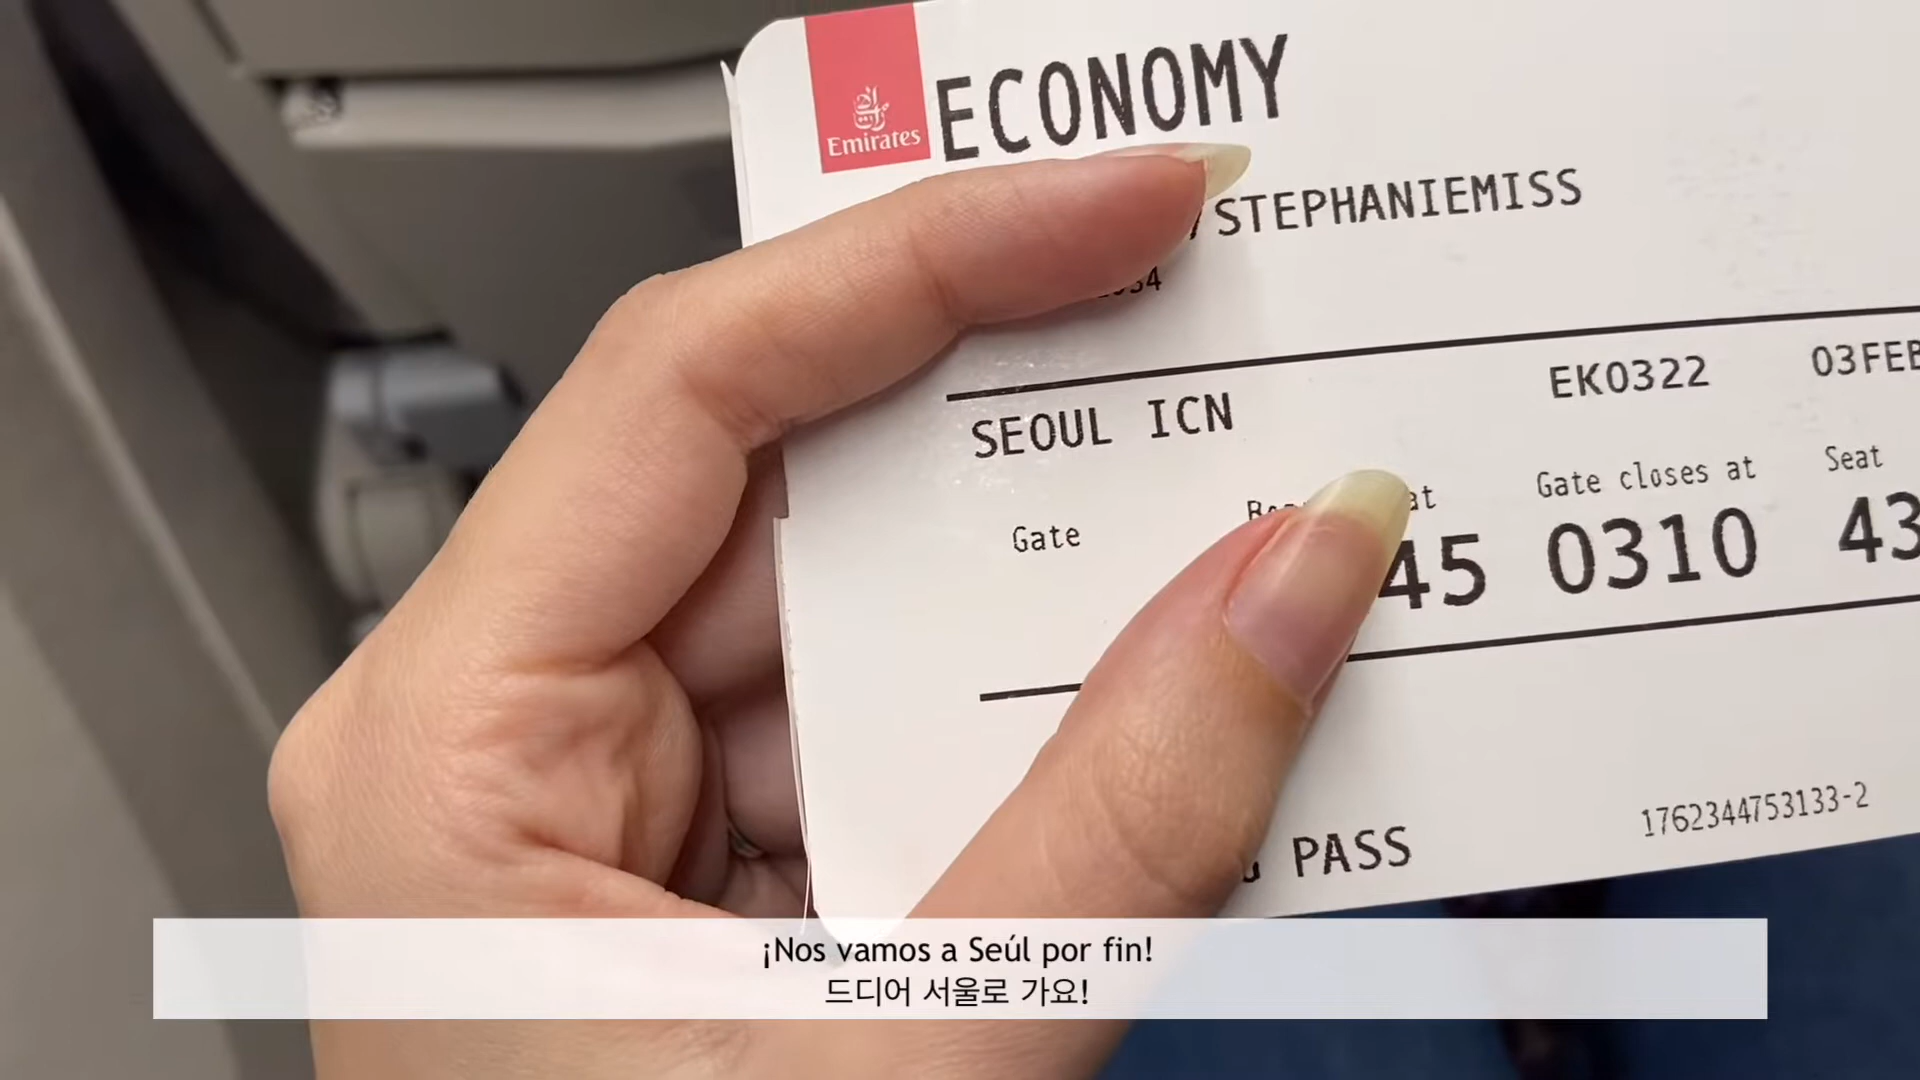 Emirates
ECONOMY
/STEPHANIEMISS
SEOUL ICN EK0322 03FEB
Gate Gate closes at Seat
45 0310 43
PASS
1762344753133-2
¡Nos vamos a Seúl por fin!
드디어 서울로 가요!